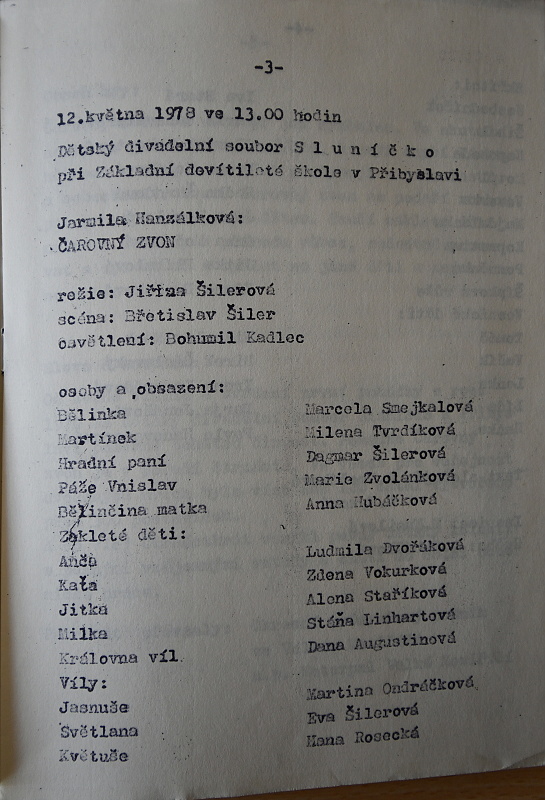 -3-
12.května 1978 ve 13.00 hodin
Dětský divadelní soubor S l u n í č k o
při Základní devítileté škole v Přibyslavi
Jarmila Hanzálková:
ČAROVNÝ ZVON
režie: Jiřina Šilerová
scéna: Břetislav Šiler
osvětlení: Bohumil Kadlec
osoby a obsazení:
Bělinka Marcela Smejkalová
Martínek Milena Tvrdíková
Hradní paní Dagmar Šilerová
Páže Vnislav Marie Zvolánková
Bělinčina matka Anna Hubáčková
Zakleté děti:
Anča Ludmila Dvořáková
Kaťa Zdena Vokurková
Jitka Alena Staříková
Milka Stáňa Linhartová
Královna víl Dana Augustinová
Víly:
Jasnuše Martina Ondráčková
Světlana Eva Šilerová
Květuše Hana Rosecká